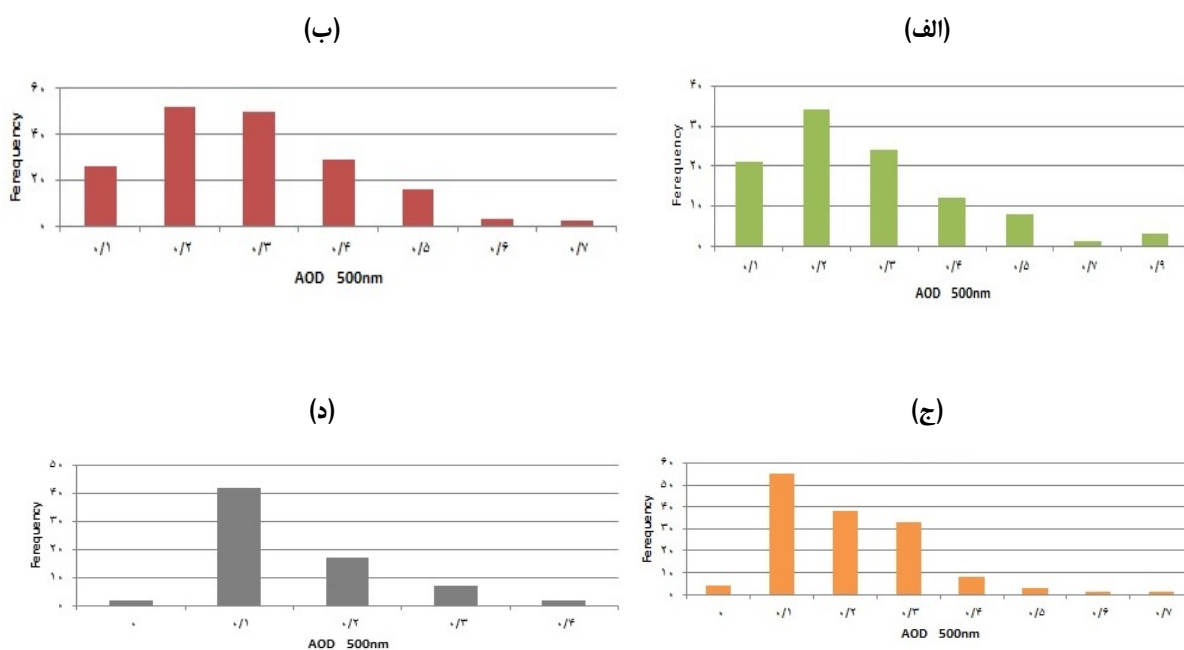 (الف)
۴۰
۳۰
۲۰
۱۰
۰
Ferequency
۰/۱ ۰/۲ ۰/۳ ۰/۴ ۰/۵ ۰/۷ ۰/۹
AOD 500nm
(ب)
۶۰
۴۰
۲۰
۰
Ferequency
۰/۱ ۰/۲ ۰/۳ ۰/۴ ۰/۵ ۰/۶ ۰/۷
AOD 500nm
(ج)
۶۰
۵۰
۴۰
۳۰
۲۰
۱۰
۰
Ferequency
۰ ۰/۱ ۰/۲ ۰/۳ ۰/۴ ۰/۵ ۰/۶ ۰/۷
AOD 500nm
(د)
۵۰
۴۰
۳۰
۲۰
۱۰
۰
Ferequency
۰ ۰/۱ ۰/۲ ۰/۳ ۰/۴
AOD 500nm